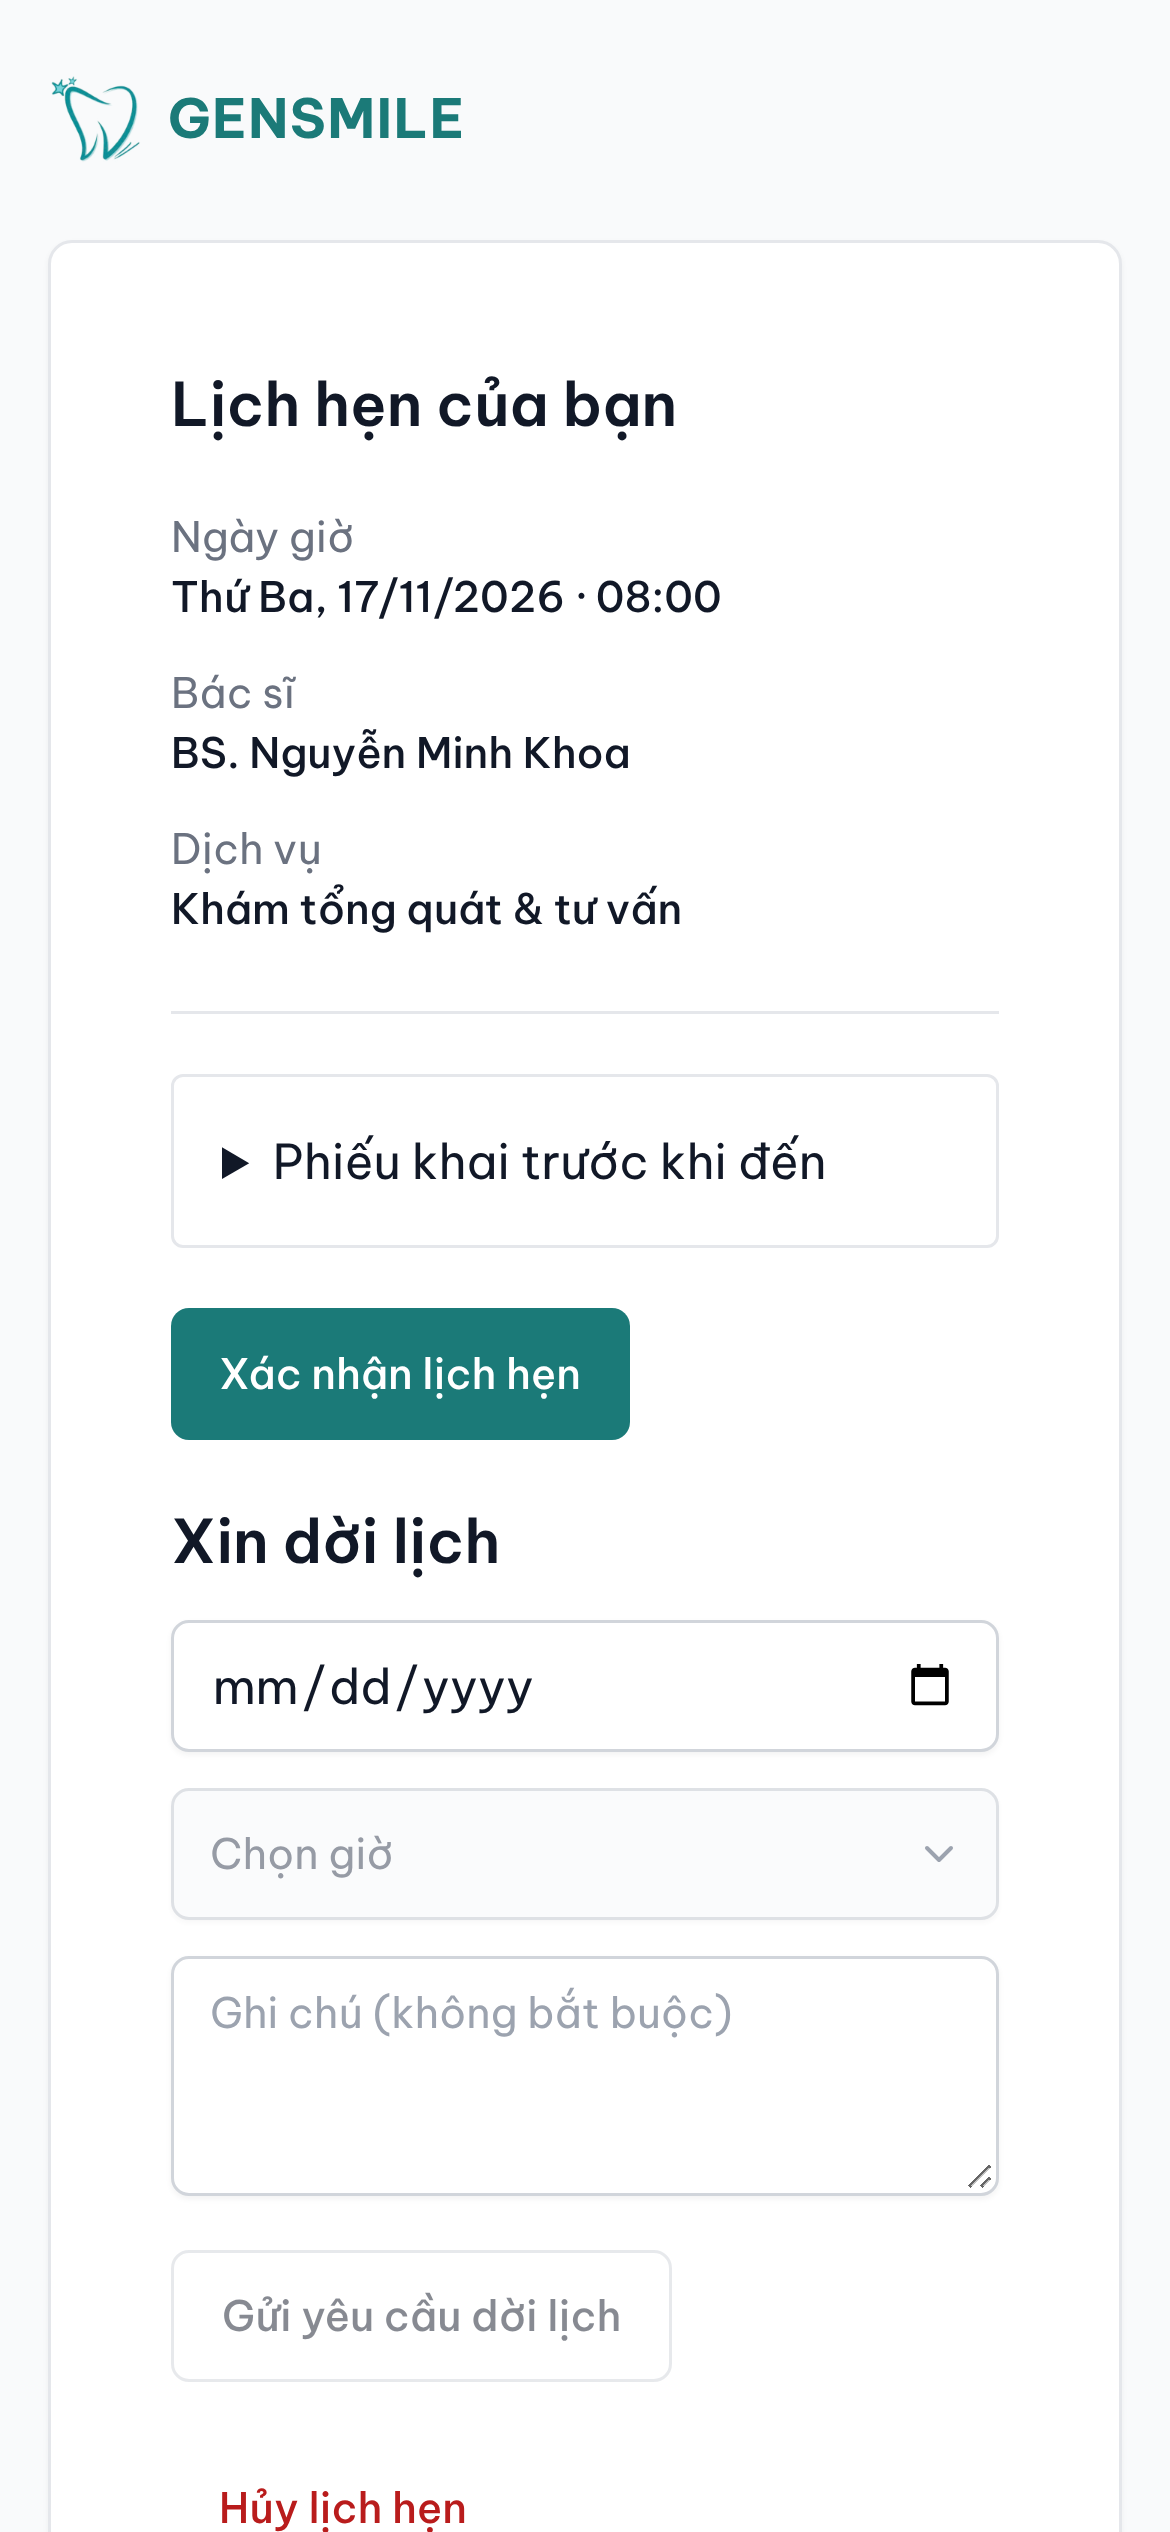 GENSMILE
Lịch hẹn của bạn
Ngày giờ
Thứ Ba, 17/11/2026 · 08:00
Bác sĩ
BS. Nguyễn Minh Khoa
Dịch vụ
Khám tổng quát & tư vấn
Phiếu khai trước khi đến
Xác nhận lịch hẹn
Xin dời lịch
mm/dd/yyyy
Chọn giờ
Ghi chú (không bắt buộc)
Gửi yêu cầu dời lịch
Hủy lịch hẹn